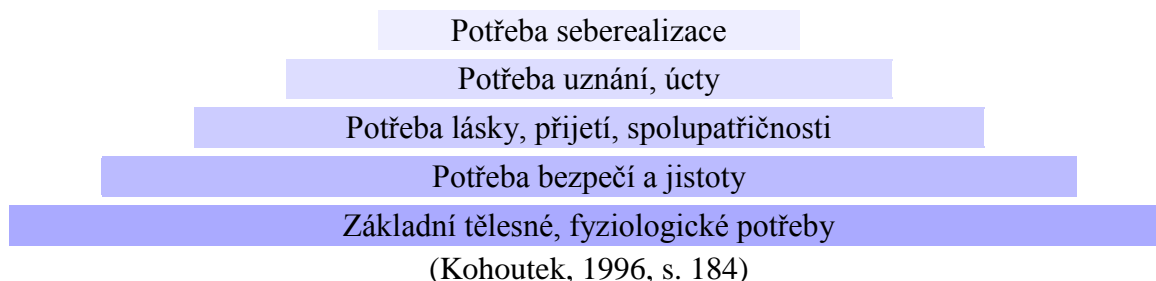 Potřeba seberealizace
Potřeba uznání, úcty
Potřeba lásky, přijetí, spolupatřičnosti
Potřeba bezpečí a jistoty
Základní tělesné, fyziologické potřeby
(Kohoutek, 1996, s. 184)